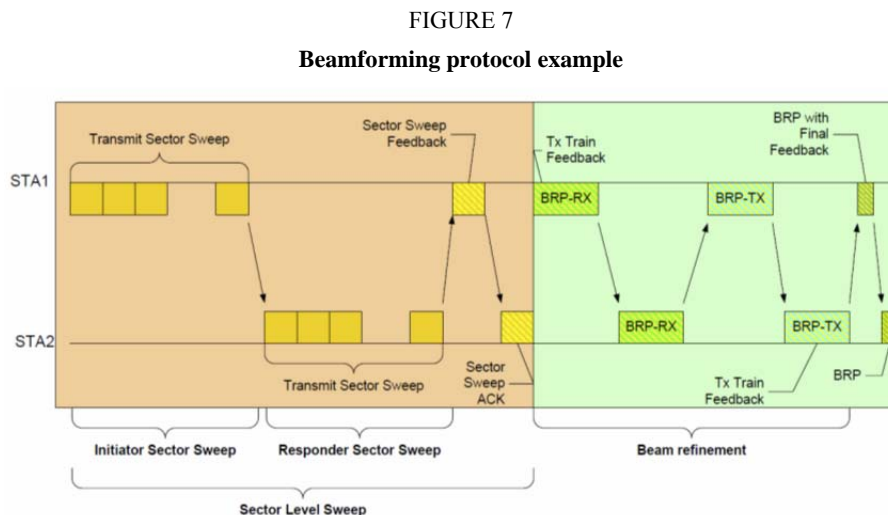 FIGURE 7
Beamforming protocol example
Transmit Sector Sweep
Sector Sweep
Feedback
Tx Train
Feedback
BRP with
Final
Feedback
STA1
BRP-RX
BRP-TX
STA2
BRP-RX
BRP-TX
Transmit Sector Sweep
Sector
Sweep
ACK
Tx Train
Feedback
BRP
Initiator Sector Sweep
Responder Sector Sweep
Beam refinement
Sector Level Sweep